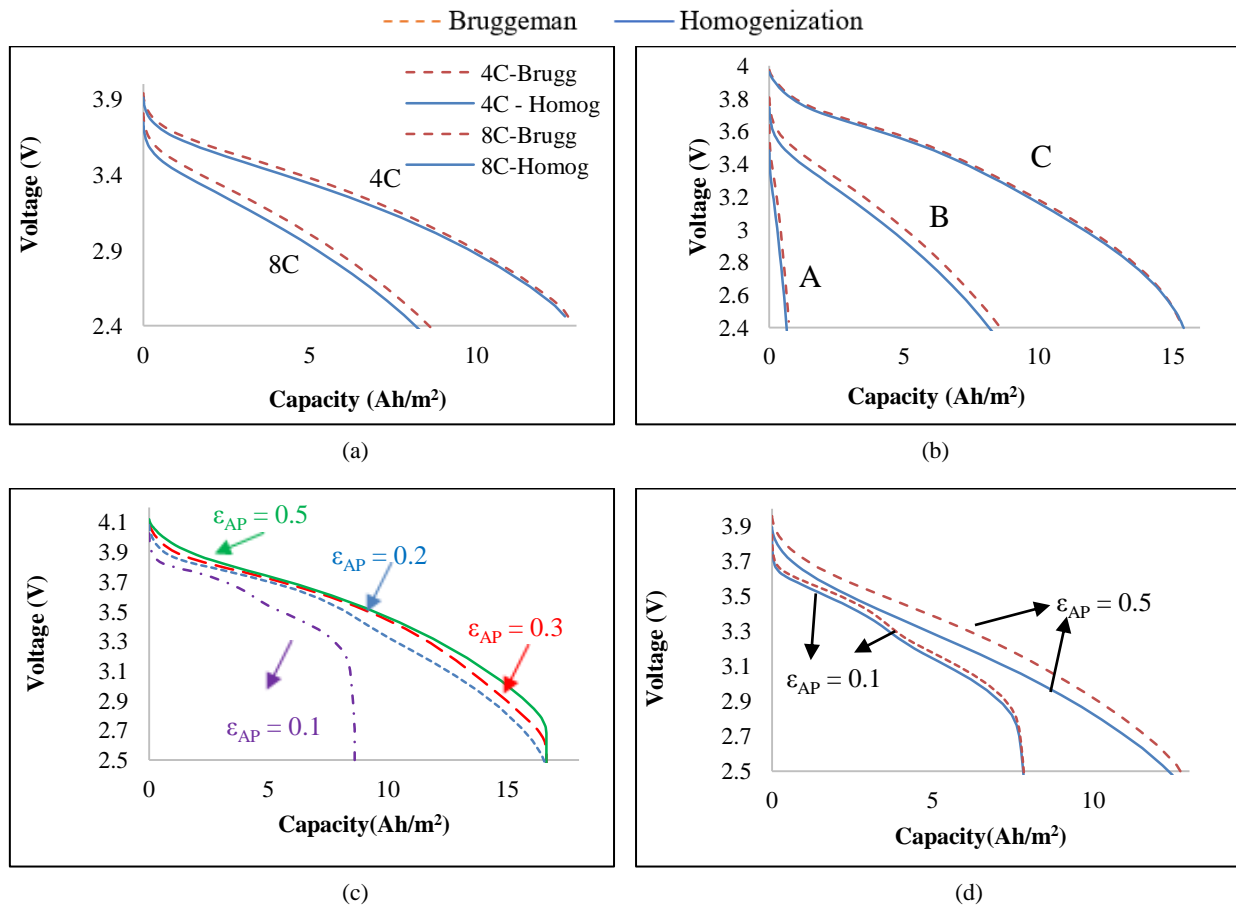 Bruggeman Homogenization
4C-Brugg
4C - Homog
8C-Brugg
8C-Homog
3.9
3.4
2.9
2.4
Voltage (V)
4C
8C
0 5 10
Capacity (Ah/m²)
(a)
4
3.8
3.6
3.4
3.2
3
2.8
2.6
2.4
Voltage (V)
A
B
C
0 5 10 15
Capacity (Ah/m²)
(b)
4.1
3.9
3.7
3.5
3.3
3.1
2.9
2.7
2.5
Voltage (V)
εAP = 0.5
εAP = 0.2
εAP = 0.3
εAP = 0.1
0 5 10 15
Capacity(Ah/m²)
(c)
3.9
3.7
3.5
3.3
3.1
2.9
2.7
2.5
Voltage (V)
εAP = 0.5
εAP = 0.1
0 5 10
Capacity(Ah/m²)
(d)